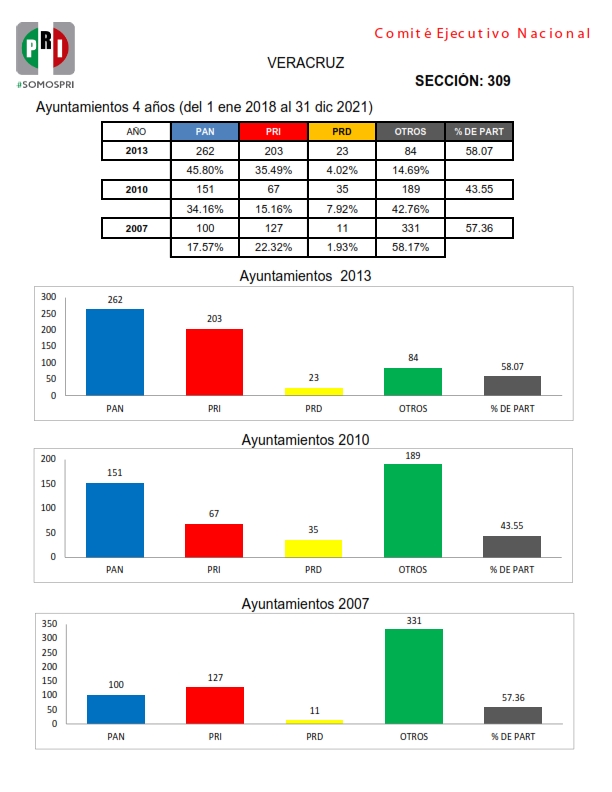 Comité Ejecutivo Nacional
PRI
#SOMOSPRI
VERACRUZ
SECCIÓN: 309
Ayuntamientos 4 años (del 1 ene 2018 al 31 dic 2021)
AÑO PAN PRI PRD OTROS % DE PART
2013 262 203 23 84 58.07
45.80% 35.49% 4.02% 14.69%
2010 151 67 35 189 43.55
34.16% 15.16% 7.92% 42.76%
2007 100 127 11 331 57.36
17.57% 22.32% 1.93% 58.17%
Ayuntamientos 2013
300
250
200
150
100
50
0
262
203
23
84
58.07
PAN PRI PRD OTROS % DE PART
Ayuntamientos 2010
200
150
100
50
0
151
67
35
189
43.55
PAN PRI PRD OTROS % DE PART
Ayuntamientos 2007
350
300
250
200
150
100
50
0
100
127
11
331
57.36
PAN PRI PRD OTROS % DE PART